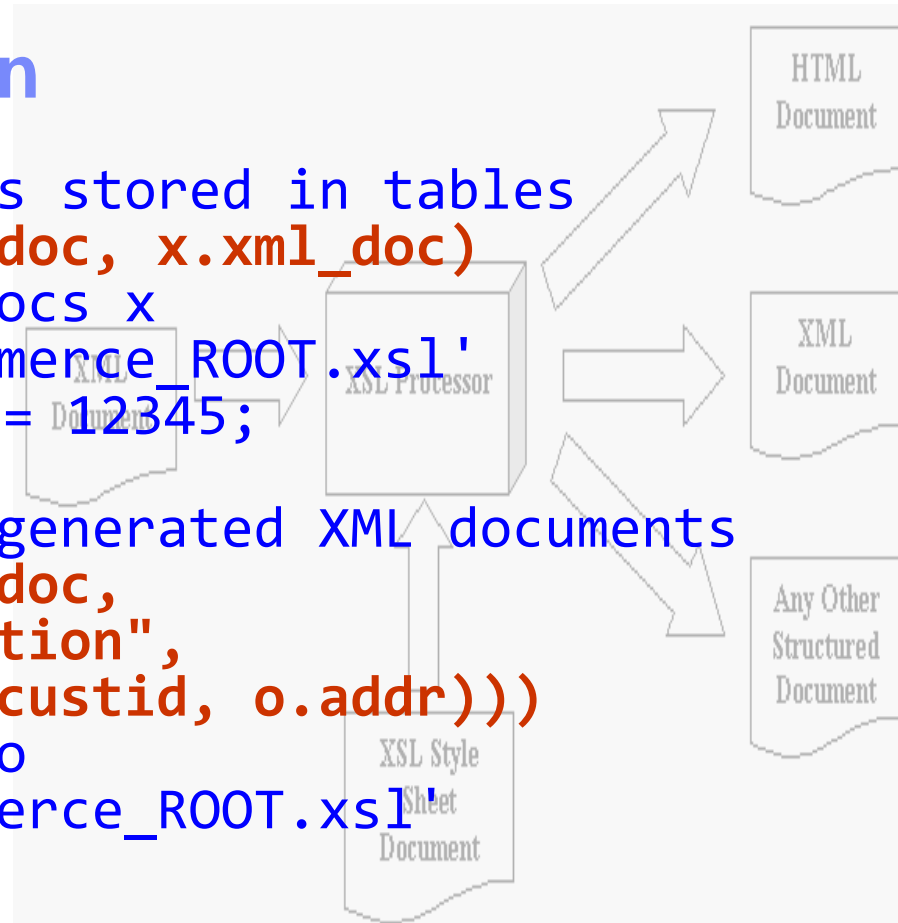 n
s stored in tables
doc, x.xml_doc)
ocs x
merce_ROOT.xsl'
= 12345;
generated XML documents
doc,
tion",
custid, o.addr)))
o
erce_ROOT.xsl'
XML
Document
XSL Processor
XSL Style
Sheet
Document
HTML
Document
XML
Document
Any Other
Structured
Document